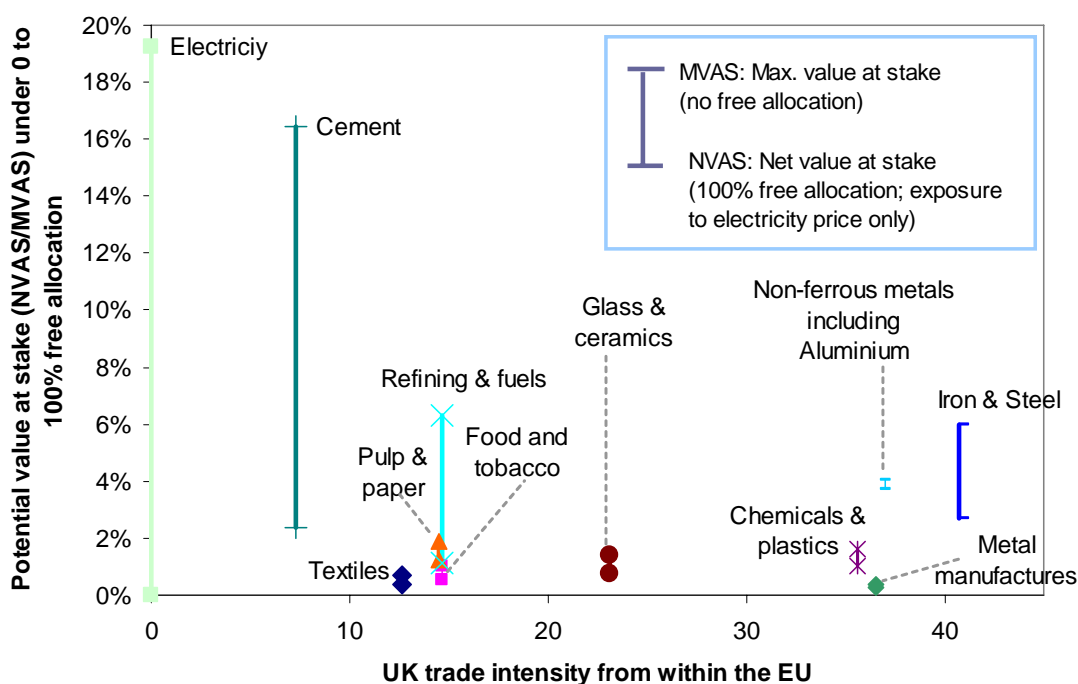 Potential value at stake (NVAS/MVAS) under 0 to
100% free allocation
20%
18%
16%
14%
12%
10%
8%
6%
4%
2%
0%
Electriciy
Cement
MVAS: Max. value at stake
(no free allocation)
NVAS: Net value at stake
(100% free allocation; exposure
to electricity price only)
Refining & fuels
Pulp &
paper
Food and
tobacco
Textiles
Glass &
ceramics
Non-ferrous metals
including
Aluminium
Iron & Steel
Chemicals &
plastics
Metal
manufactures
0
10
20
30
40
UK trade intensity from within the EU